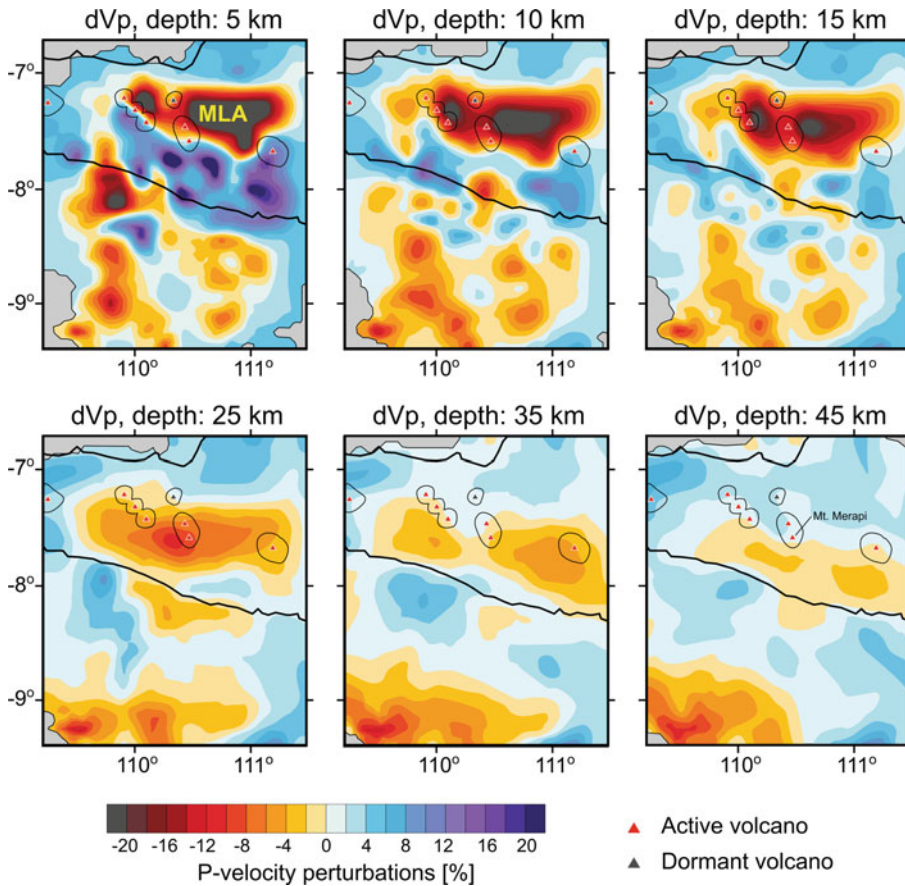 dVp, depth: 5 km
dVp, depth: 10 km
dVp, depth: 15 km
-7°
MLA
-8°
-9°
110°
111°
110°
111°
110°
111°
dVp, depth: 25 km
dVp, depth: 35 km
dVp, depth: 45 km
-7°
Mt. Merapi
-8°
-9°
110°
111°
110°
111°
110°
111°
-20 -16 -12 -8 -4 0 4 8 12 16 20
P-velocity perturbations [%]
Active volcano
Dormant volcano